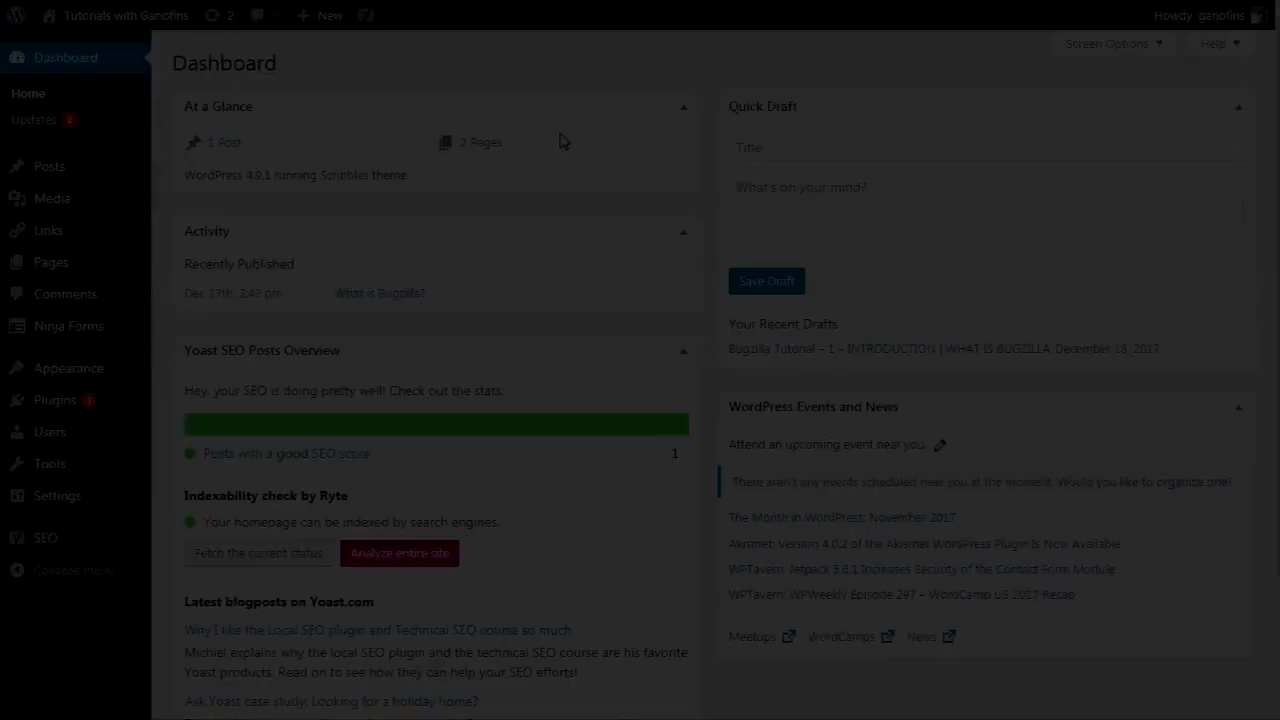 Tutorials with Ganofins
2
New
Howdy, ganofins
Dashboard
Home
Updates 2
Posts
Media
Links
Pages
Comments
Ninja Forms
Appearance
Plugins 1
Users
Tools
Settings
SEO
Collapse menu
Screen Options
Help
Dashboard
At a Glance
1 Post
2 Pages
WordPress 4.9.1 running Scribbles theme
Activity
Recently Published
Dec 17th, 2:42 pm
What is Bugzilla?
Yoast SEO Posts Overview
Hey, your SEO is doing pretty well! Check out the stats:
Posts with a good SEO score
1
Indexability check by Ryte
Your homepage can be indexed by search engines.
Fetch the current status
Analyze entire site
Latest blogposts on Yoast.com
Why I like the Local SEO plugin and Technical SEO course so much
Michiel explains why the local SEO plugin and the technical SEO course are his favorite
Yoast products. Read on to see how they can help your SEO efforts!
Ask Yoast case study: Looking for a holiday home?
Quick Draft
Title
What's on your mind?
Save Draft
Your Recent Drafts
Bugzilla Tutorial – 1 – INTRODUCTION | WHAT IS BUGZILLA December 18, 2017
WordPress Events and News
Attend an upcoming event near you.
There aren't any events scheduled near you at the moment. Would you like to organize one?
The Month in WordPress: November 2017
Akismet: Version 4.0.2 of the Akismet WordPress Plugin Is Now Available
WPTavern: Jetpack 5.6.1 Increases Security of the Contact Form Module
WPTavern: WPWeekly Episode 297 – WordCamp US 2017 Recap
Meetups
WordCamps
News